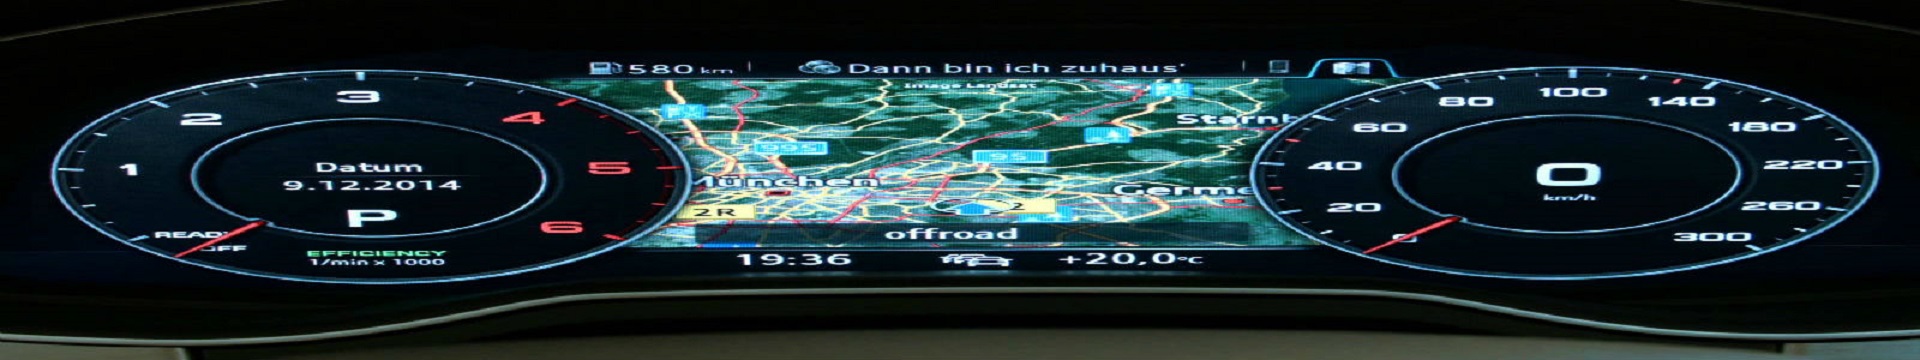 580 km
Dann bin ich zuhaus'
1
2
3
4
5
6
Datum
9.12.2014
P
READY
OFF
EFFICIENCY
1/min x 1000
Image Landsat
995
95
München
2R
2
offroad
19:36
+20,0°C
0
20
40
60
80
100
140
180
220
260
300
0
km/h